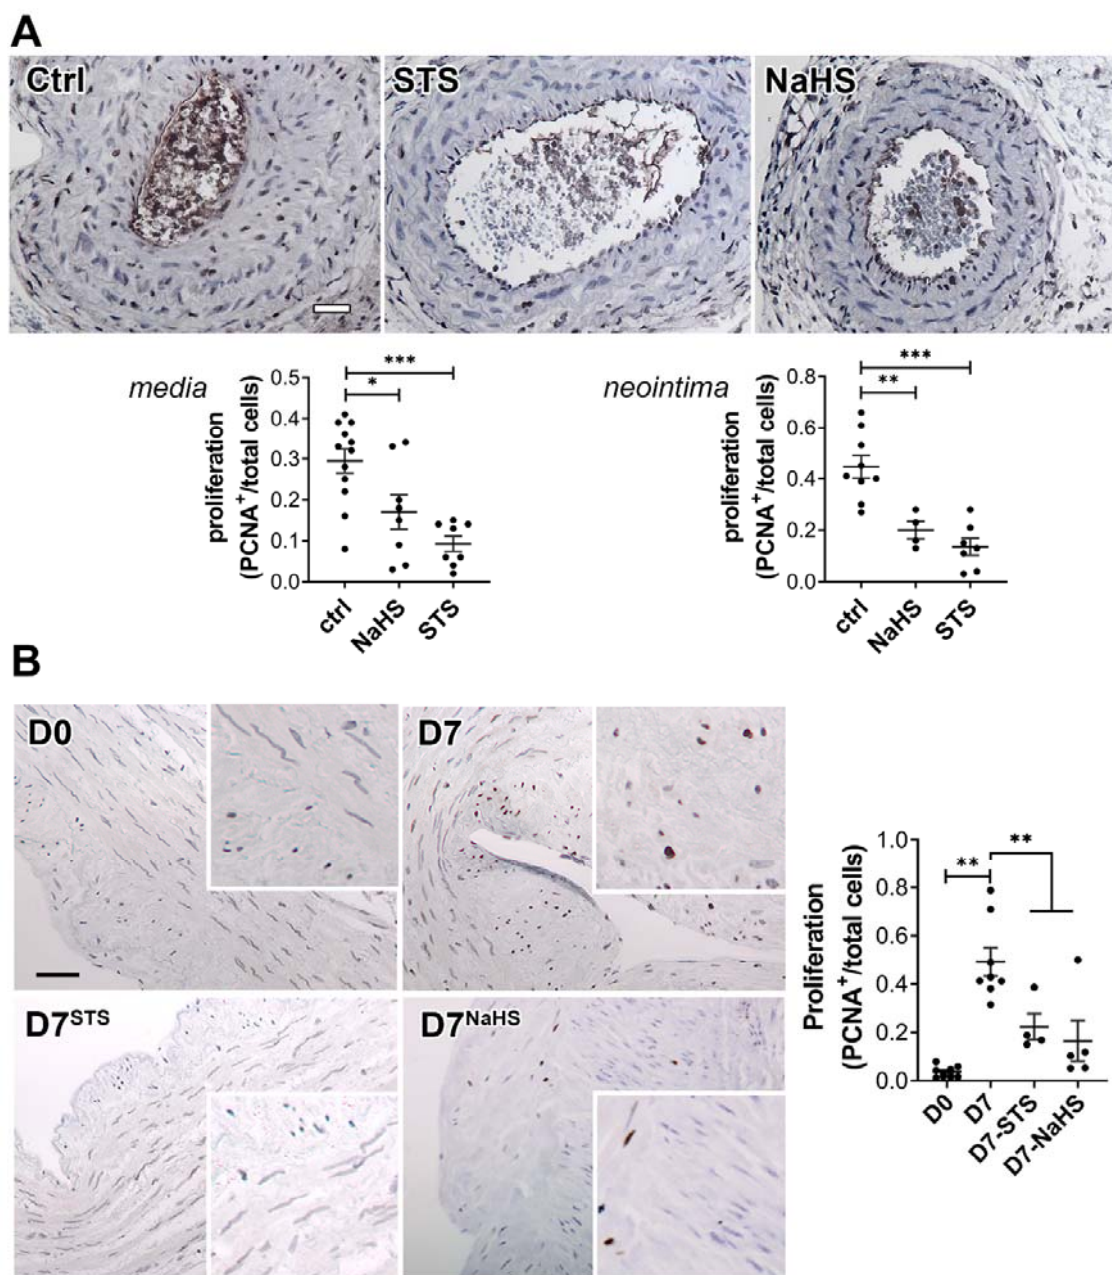 A
Ctrl
STS
NaHS
media
proliferation
(PCNA⁺/total cells)
0.5
0.4
0.3
0.2
0.1
0.0
*
***
ctrl
NaHS
STS
neointima
proliferation
(PCNA⁺/total cells)
0.8
0.6
0.4
0.2
0.0
**
***
ctrl
NaHS
STS
B
D0
D7
D7ˢᵀˢ
D7ᴺᵃᴴˢ
Proliferation
(PCNA⁺/total cells)
1.0
0.8
0.6
0.4
0.2
0.0
**
**
D0
D7
D7-STS
D7-NaHS